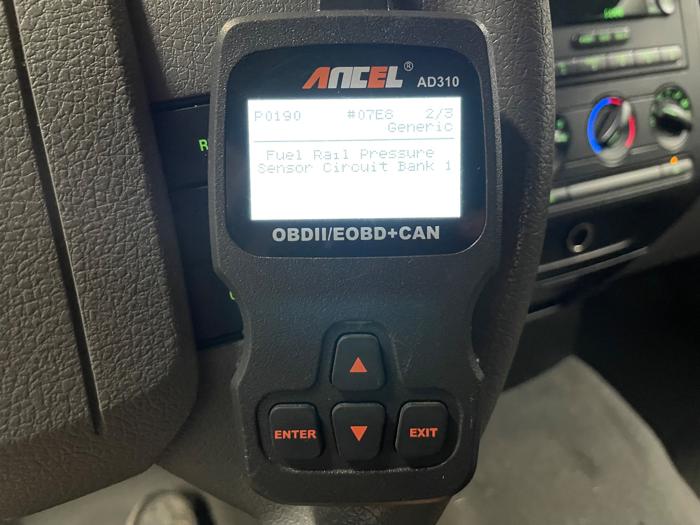 ANCEL® AD310
P0190 #07E8 2/3
Generic
Fuel Rail Pressure
Sensor Circuit Bank 1
OBDII/EOBD+CAN
ENTER
EXIT